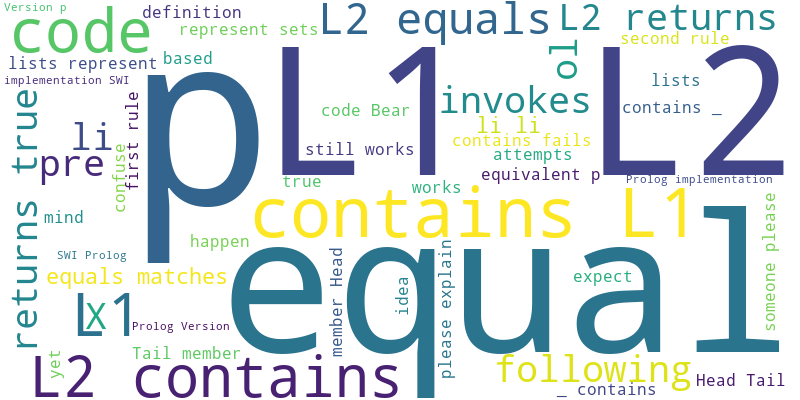 Version p
code
definition
represent sets
L2 equals
L2 returns
second rule
lists represent
based
implementation SWI
p
L1
L2
ol
lists
invokes
code Bear
contains _
returns true
li
first rule
li li
contains fails
still works
attempts
pre
confuse
equivalent p
true
works
Prolog implementation
mind
contains L1
someone please
happen
equal
SWI Prolog
please explain
member Head
equals matches
idea
expect
L1
X
Prolog Version
yet
Tail member
L2 contains
following
Head Tail
_ contains